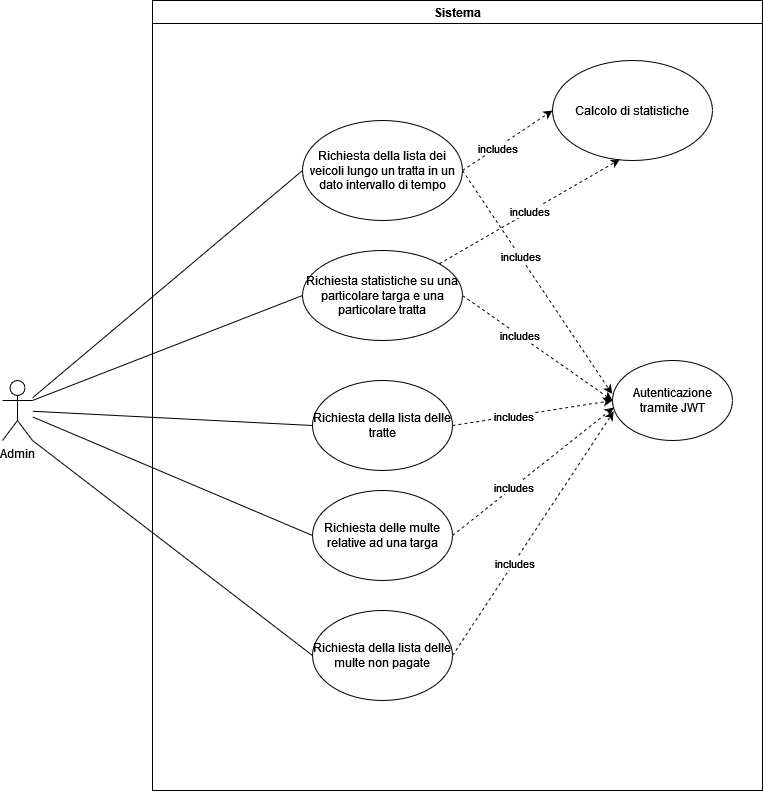 Sistema
Calcolo di statistiche
includes
Richiesta della lista dei
veicoli lungo un tratta in un
dato intervallo di tempo
includes
includes
Richiesta statistiche su una
particolare targa e una
particolare tratta
includes
Autenticazione
tramite JWT
Richiesta della lista delle
tratte
includes
Admin
includes
Richiesta delle multe
relative ad una targa
includes
Richiesta della lista delle
multe non pagate